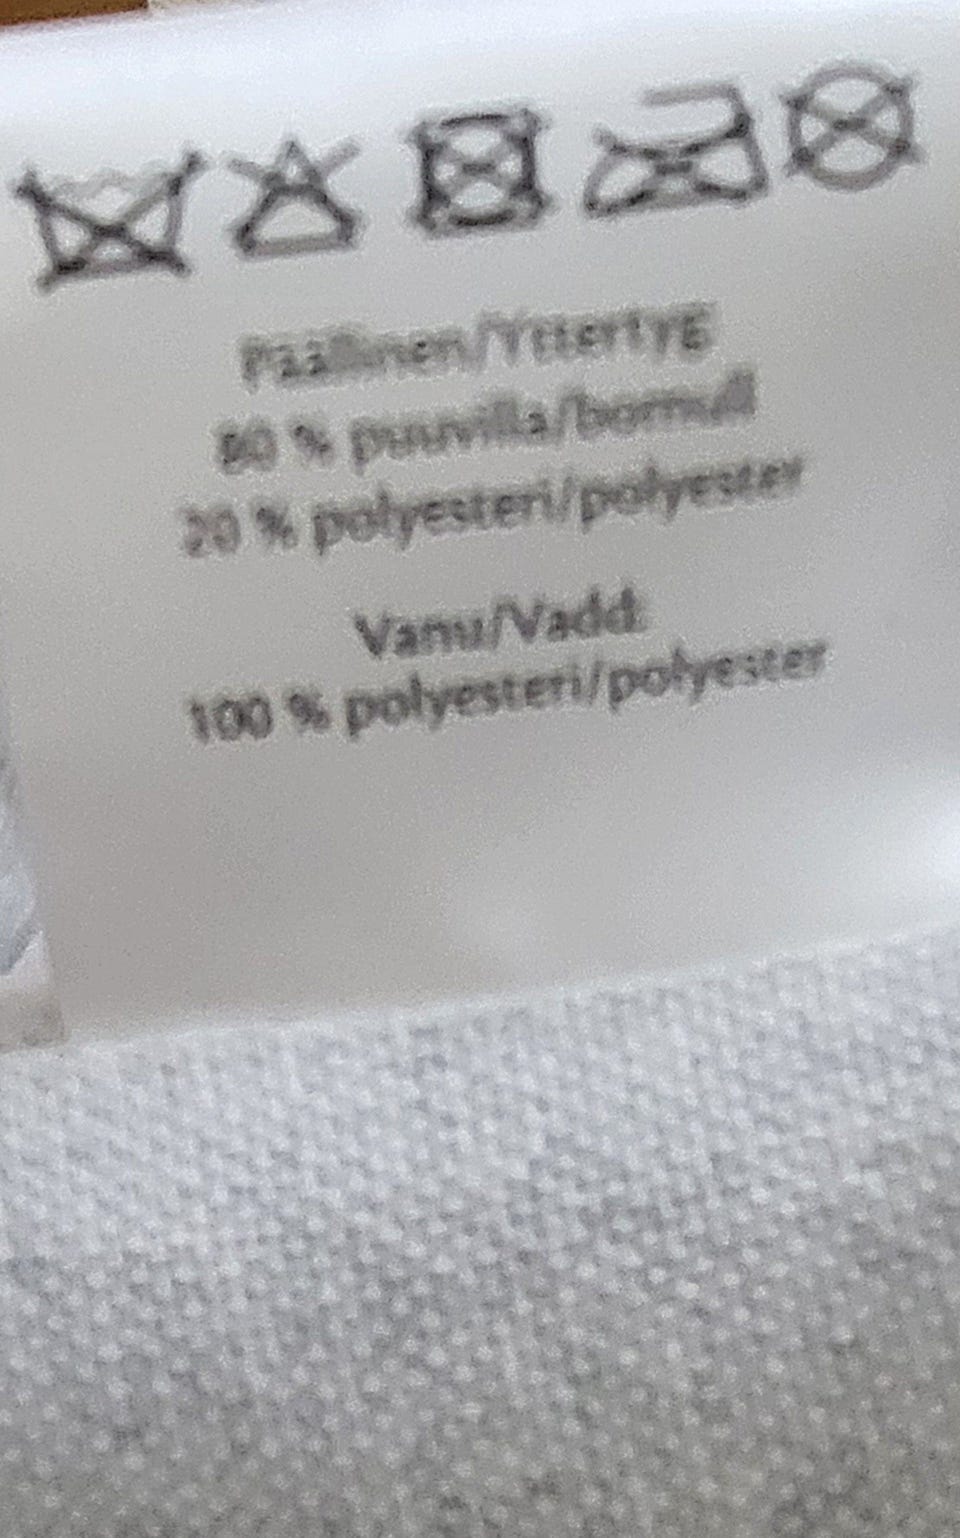 Päällinen/Yttertyg
80 % puuvilla/bomull
20 % polyesteri/polyester
Vanu/Vadd:
100 % polyesteri/polyester